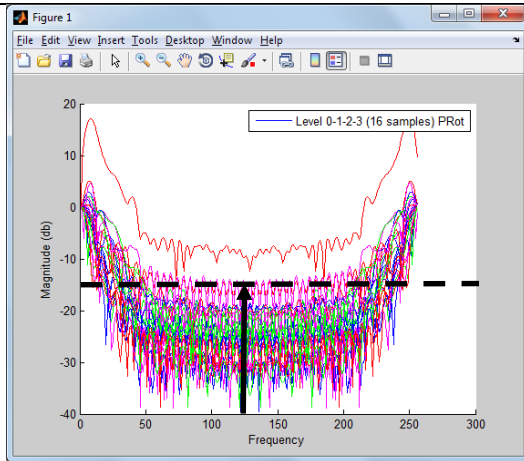 Figure 1
File Edit View Insert Tools Desktop Window Help
Level 0-1-2-3 (16 samples) PRot
20
10
0
-10
-20
-30
-40
Magnitude (db)
0 50 100 150 200 250 300
Frequency